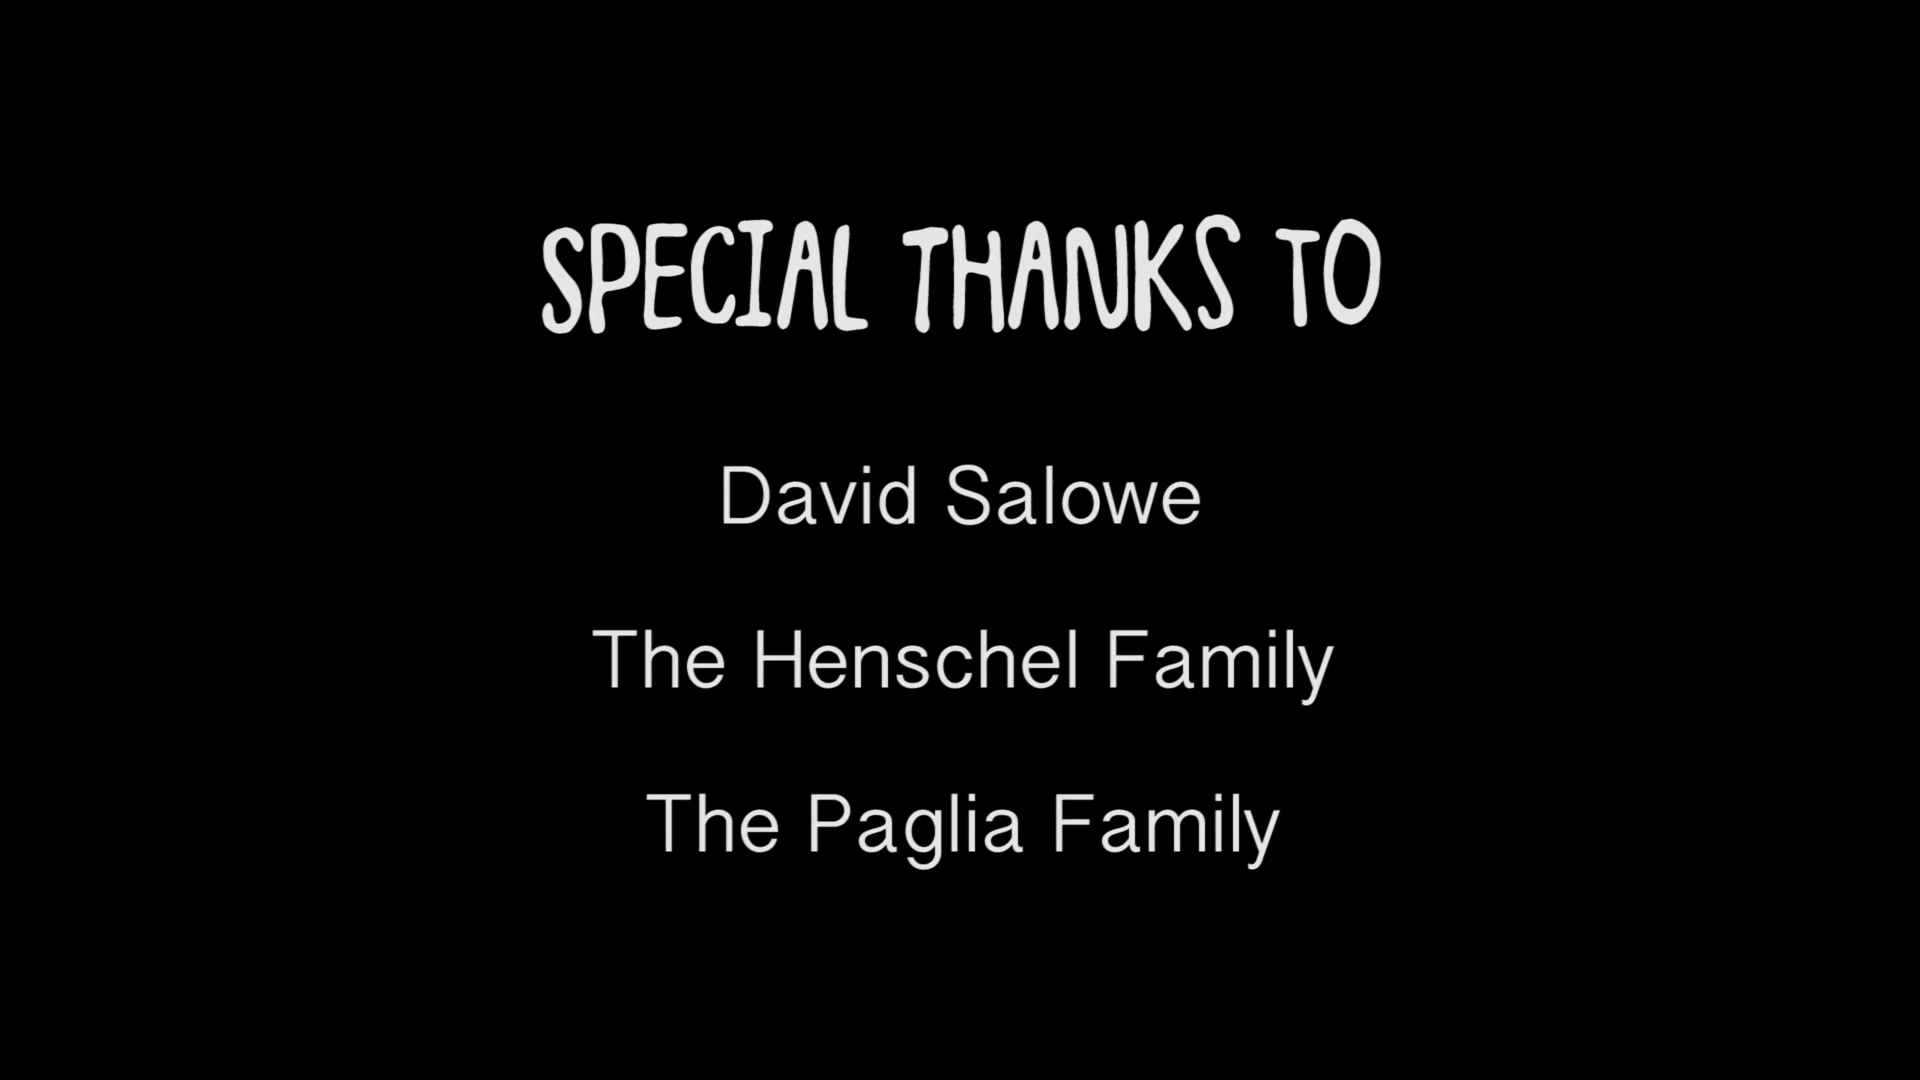 SPECIAL THANKS TO
David Salowe
The Henschel Family
The Paglia Family